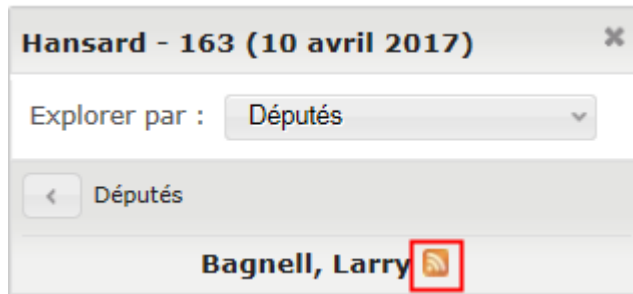 Hansard - 163 (10 avril 2017)
Explorer par : Députés
Députés
Bagnell, Larry